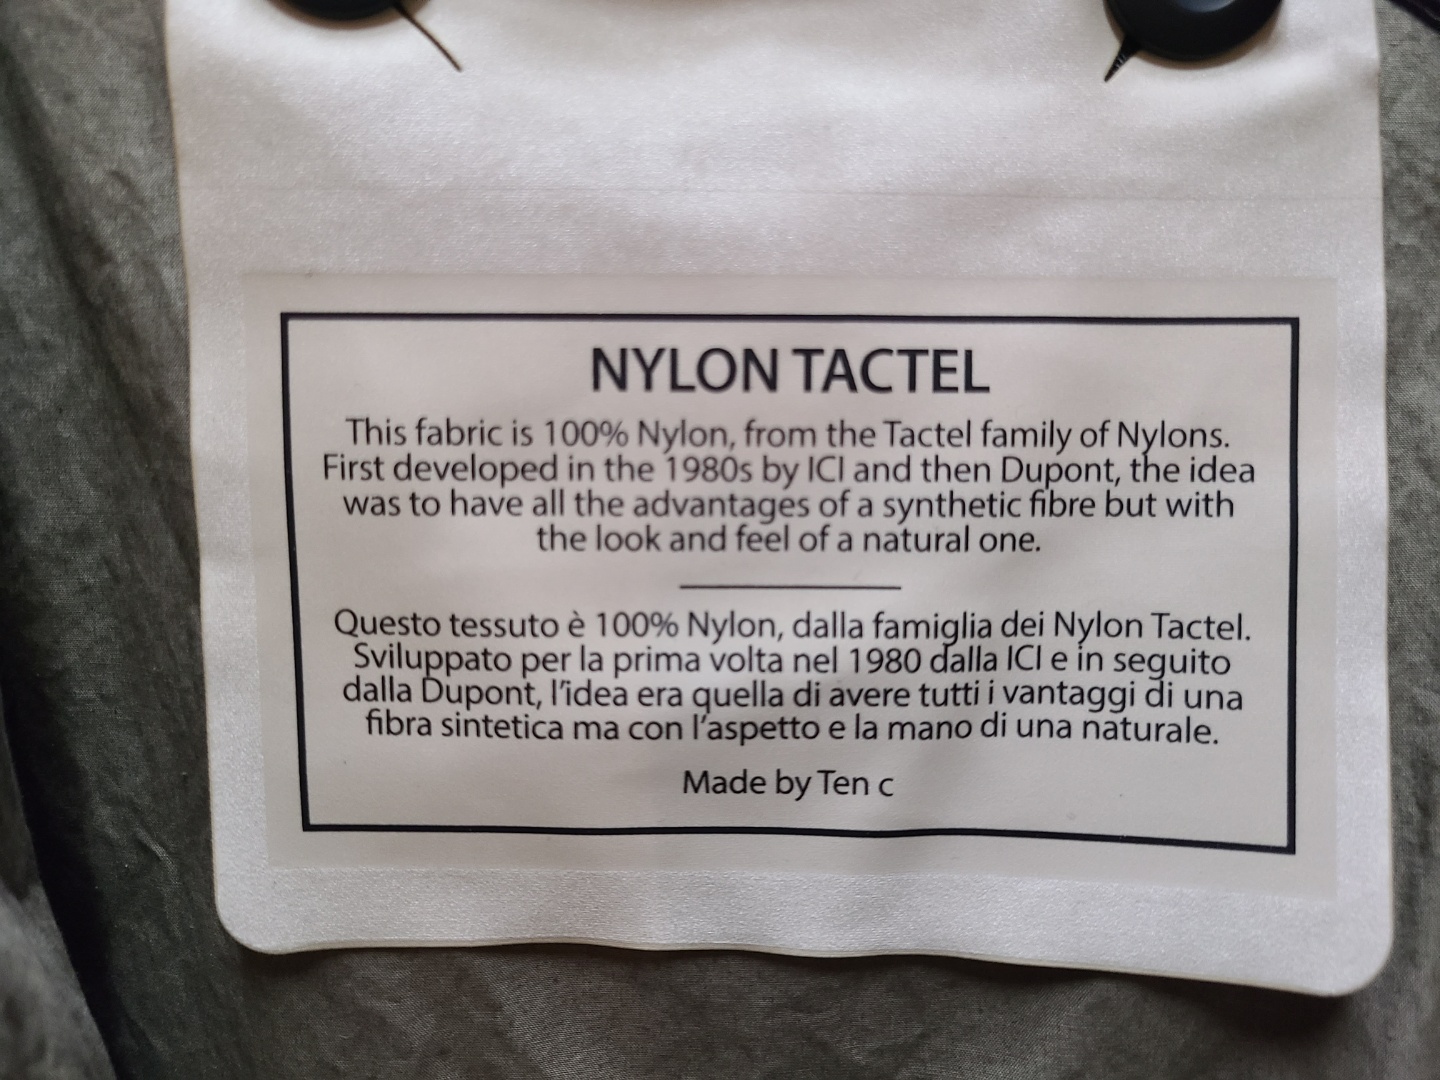 NYLON TACTEL
This fabric is 100% Nylon, from the Tactel family of Nylons.
First developed in the 1980s by ICI and then Dupont, the idea
was to have all the advantages of a synthetic fibre but with
the look and feel of a natural one.
Questo tessuto è 100% Nylon, dalla famiglia dei Nylon Tactel.
Sviluppato per la prima volta nel 1980 dalla ICI e in seguito
dalla Dupont, l'idea era quella di avere tutti i vantaggi di una
fibra sintetica ma con l'aspetto e la mano di una naturale.
Made by Ten c